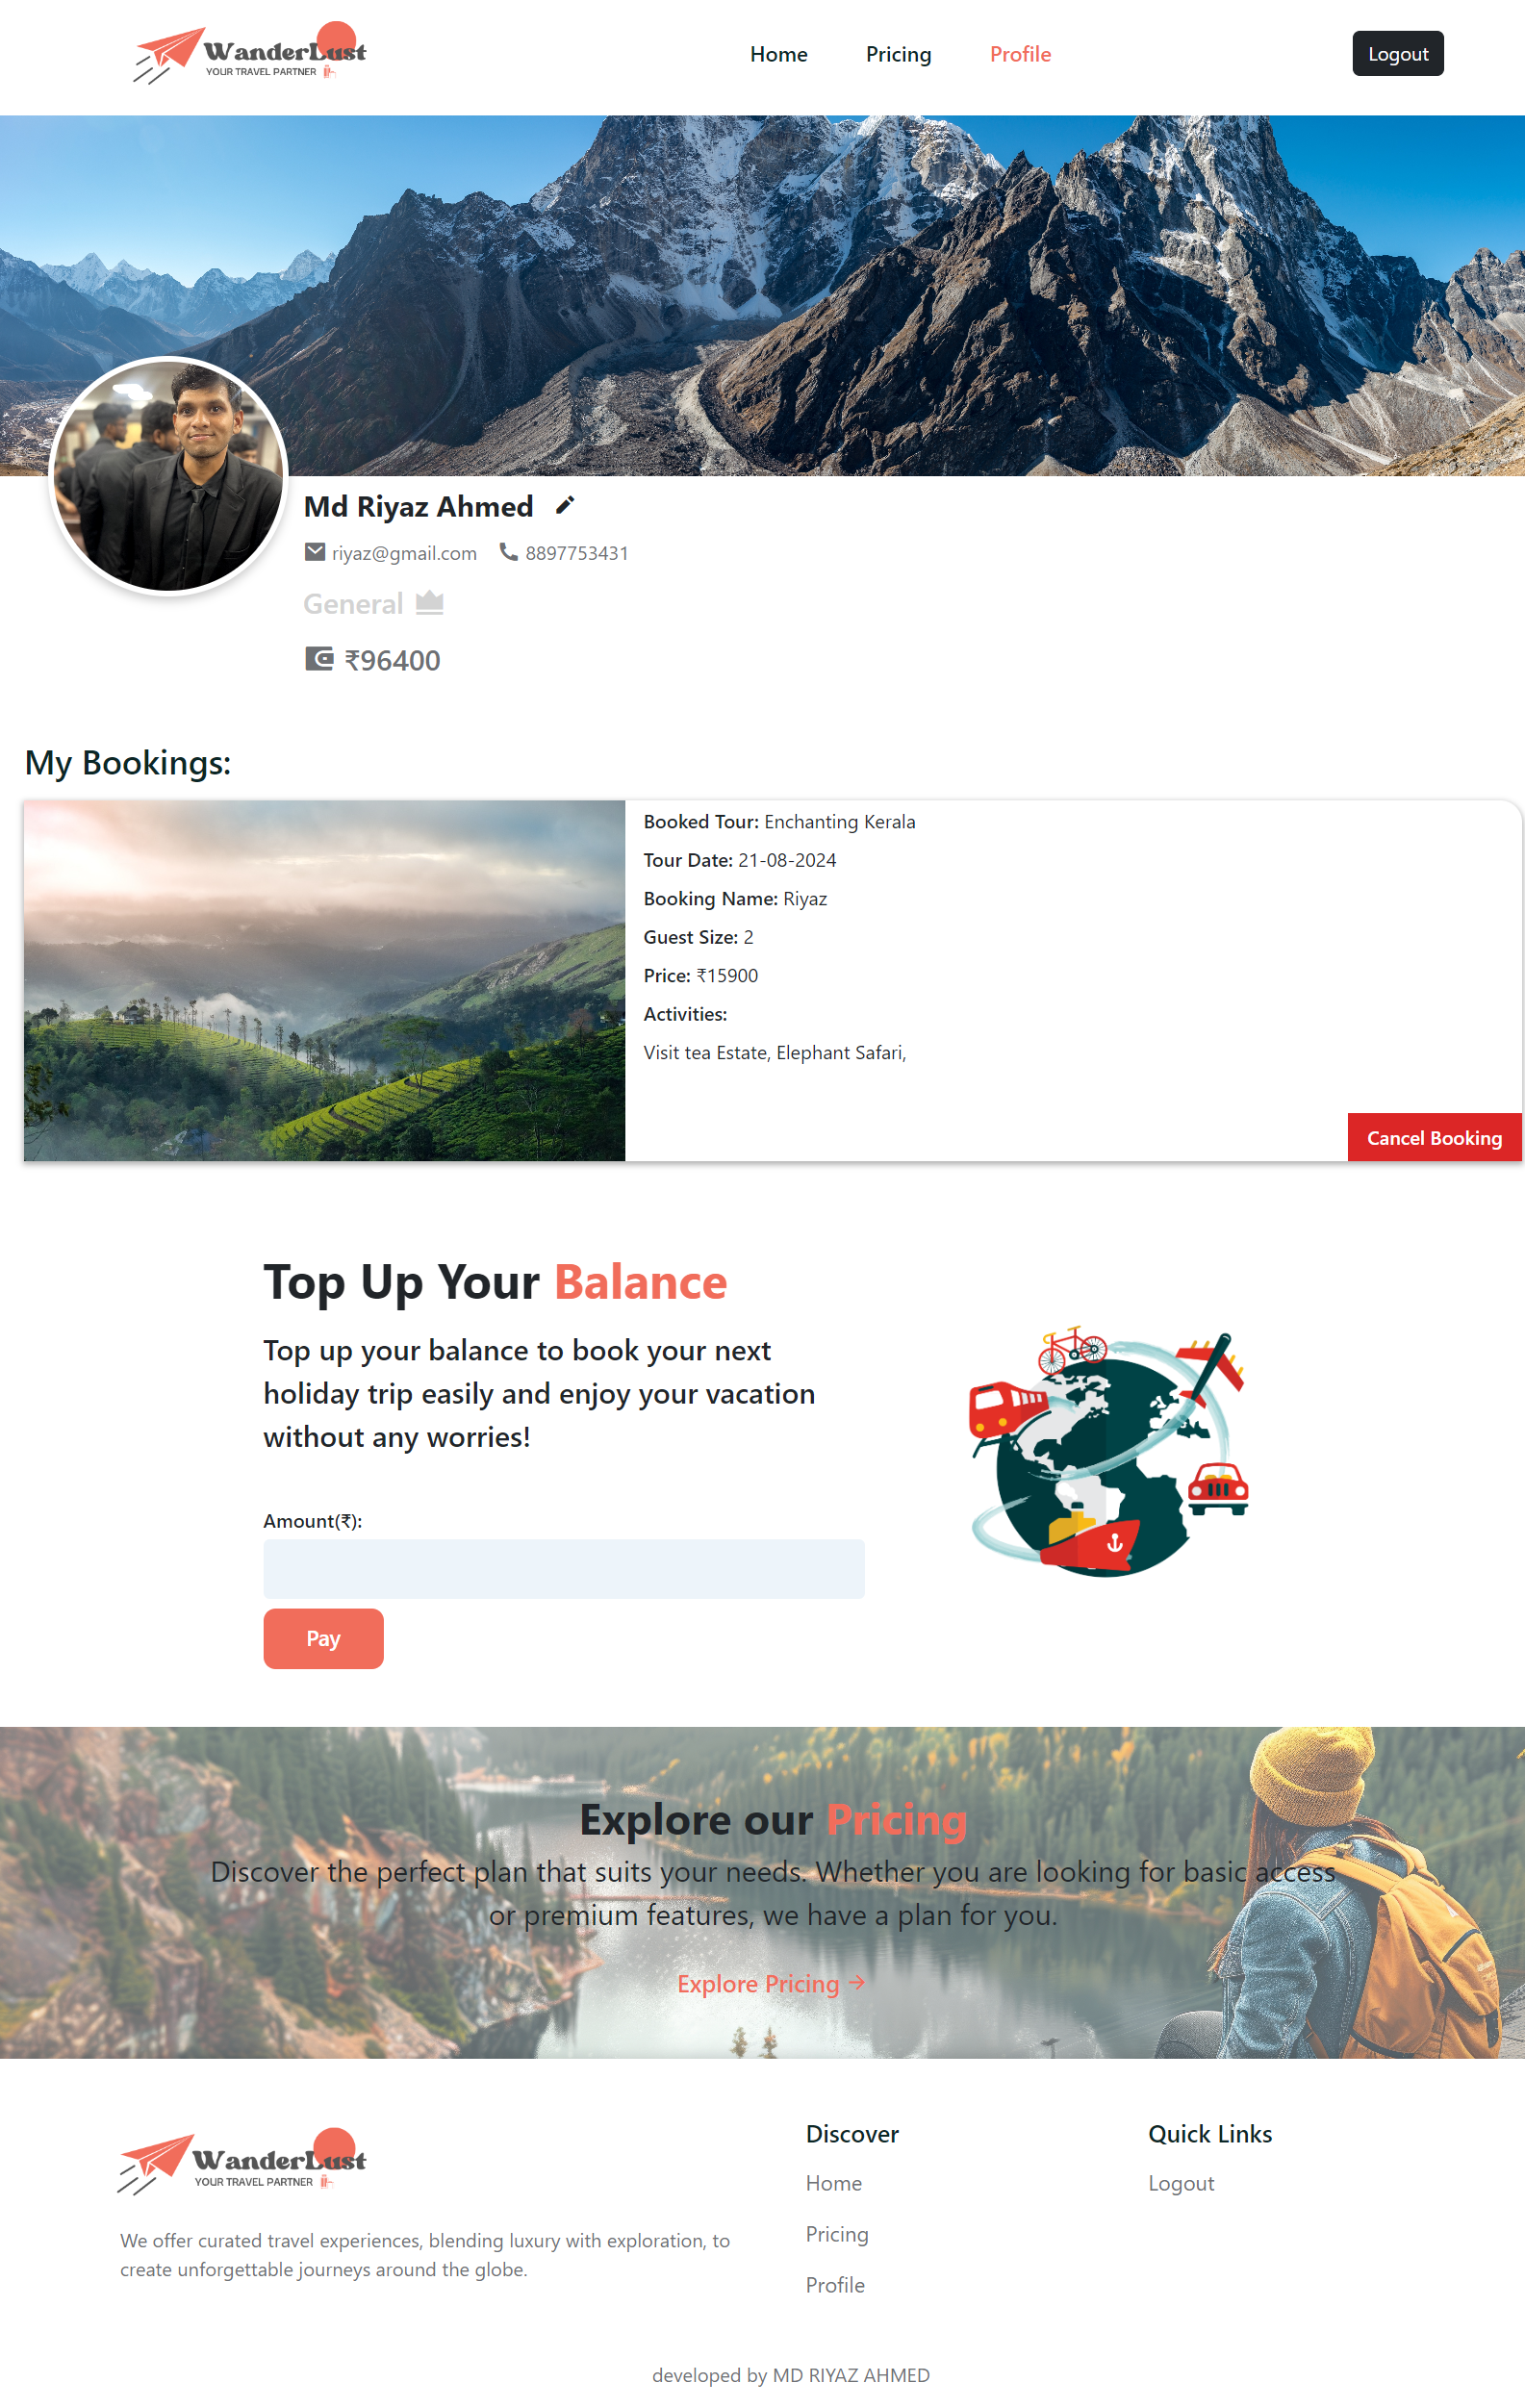 WanderLust
YOUR TRAVEL PARTNER
Home
Pricing
Profile
Logout
Md Riyaz Ahmed
riyaz@gmail.com
8897753431
General
₹96400
My Bookings:
Booked Tour: Enchanting Kerala
Tour Date: 21-08-2024
Booking Name: Riyaz
Guest Size: 2
Price: ₹15900
Activities:
Visit tea Estate, Elephant Safari,
Cancel Booking
Top Up Your Balance
Top up your balance to book your next
holiday trip easily and enjoy your vacation
without any worries!
Amount(₹):
Pay
Explore our Pricing
Discover the perfect plan that suits your needs. Whether you are looking for basic access
or premium features, we have a plan for you.
Explore Pricing →
WanderLust
YOUR TRAVEL PARTNER
We offer curated travel experiences, blending luxury with exploration, to
create unforgettable journeys around the globe.
Discover
Home
Pricing
Profile
Quick Links
Logout
developed by MD RIYAZ AHMED